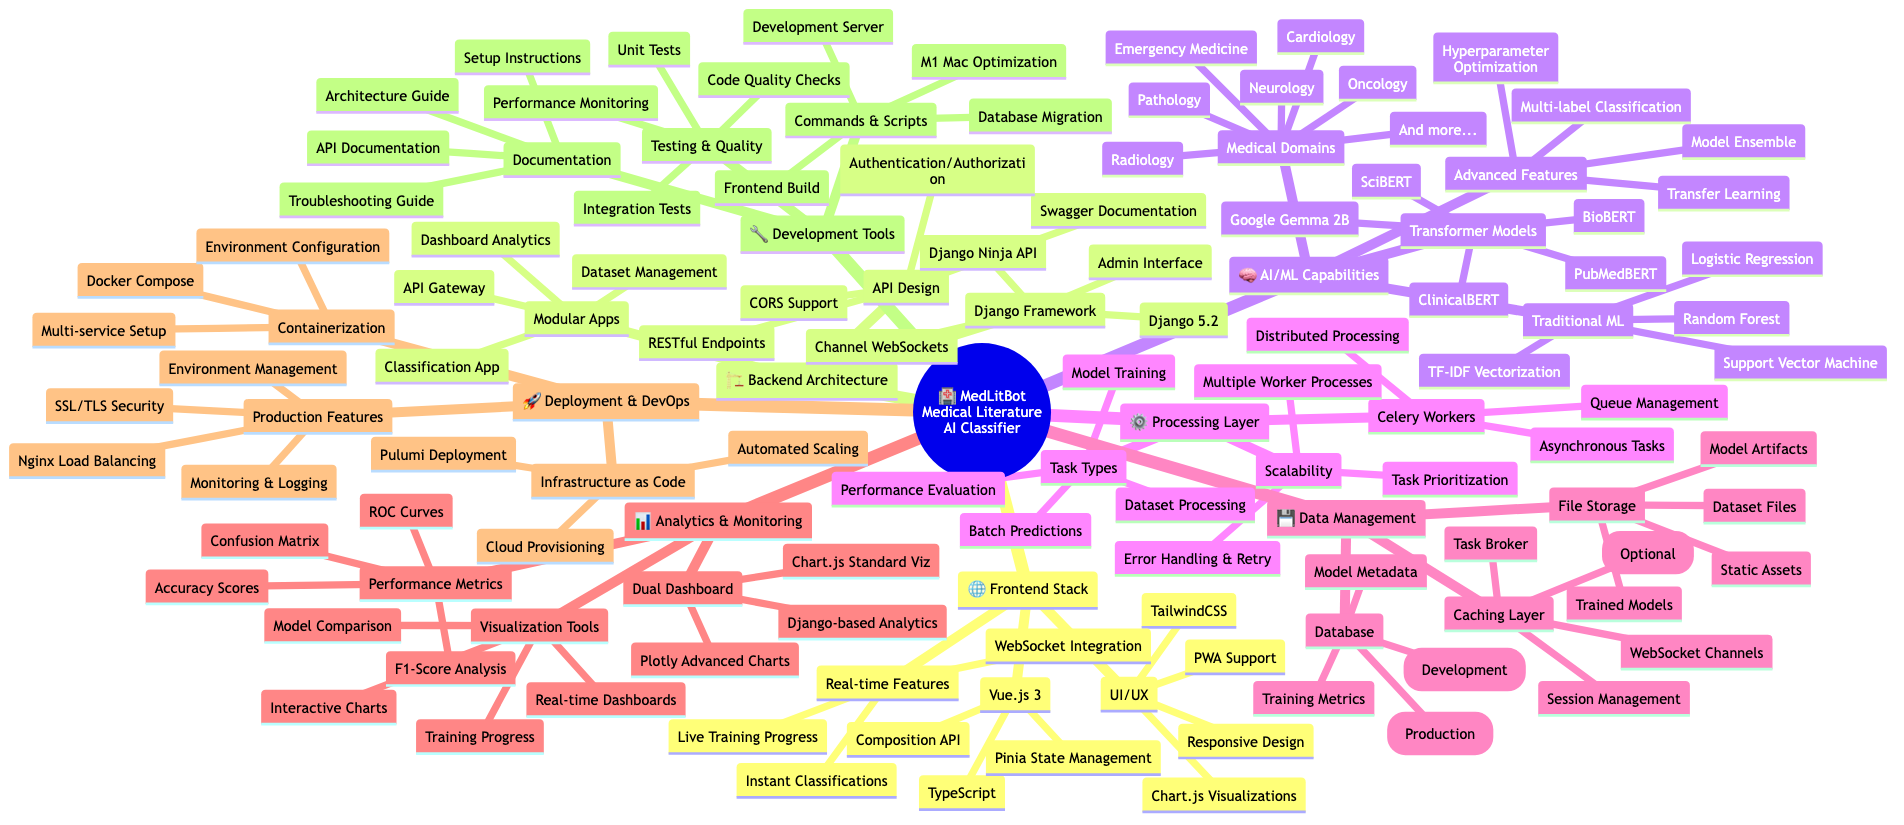 🏥 MedLitBot
Medical Literature
AI Classifier
🔧 Development Tools
Documentation
Setup Instructions
Architecture Guide
API Documentation
Troubleshooting Guide
Testing & Quality
Unit Tests
Code Quality Checks
Performance Monitoring
Integration Tests
Commands & Scripts
Development Server
M1 Mac Optimization
Database Migration
Frontend Build
🏗️ Backend Architecture
API Design
Authentication/Authorizati
on
CORS Support
RESTful Endpoints
Channel WebSockets
Swagger Documentation
Django Framework
Django Ninja API
Admin Interface
Django 5.2
Modular Apps
Dashboard Analytics
Dataset Management
API Gateway
Classification App
🧠 AI/ML Capabilities
Medical Domains
Emergency Medicine
Cardiology
Neurology
Oncology
Pathology
Radiology
And more...
Advanced Features
Hyperparameter
Optimization
Multi-label Classification
Model Ensemble
Transfer Learning
Transformer Models
SciBERT
BioBERT
Google Gemma 2B
PubMedBERT
ClinicalBERT
Traditional ML
Logistic Regression
Random Forest
Support Vector Machine
TF-IDF Vectorization
⚙️ Processing Layer
Celery Workers
Distributed Processing
Queue Management
Asynchronous Tasks
Scalability
Multiple Worker Processes
Task Prioritization
Error Handling & Retry
Task Types
Model Training
Performance Evaluation
Dataset Processing
Batch Predictions
💾 Data Management
File Storage
Model Artifacts
Dataset Files
Static Assets
Trained Models
Caching Layer
Task Broker
Optional
WebSocket Channels
Session Management
Database
Model Metadata
Training Metrics
Development
Production
🌐 Frontend Stack
Real-time Features
WebSocket Integration
Live Training Progress
Instant Classifications
Vue.js 3
Composition API
TypeScript
Pinia State Management
UI/UX
TailwindCSS
PWA Support
Responsive Design
Chart.js Visualizations
📊 Analytics & Monitoring
Performance Metrics
ROC Curves
Confusion Matrix
Accuracy Scores
F1-Score Analysis
Visualization Tools
Model Comparison
Interactive Charts
Training Progress
Real-time Dashboards
Dual Dashboard
Chart.js Standard Viz
Django-based Analytics
Plotly Advanced Charts
🚀 Deployment & DevOps
Containerization
Environment Configuration
Docker Compose
Multi-service Setup
Production Features
Environment Management
SSL/TLS Security
Nginx Load Balancing
Monitoring & Logging
Infrastructure as Code
Pulumi Deployment
Automated Scaling
Cloud Provisioning